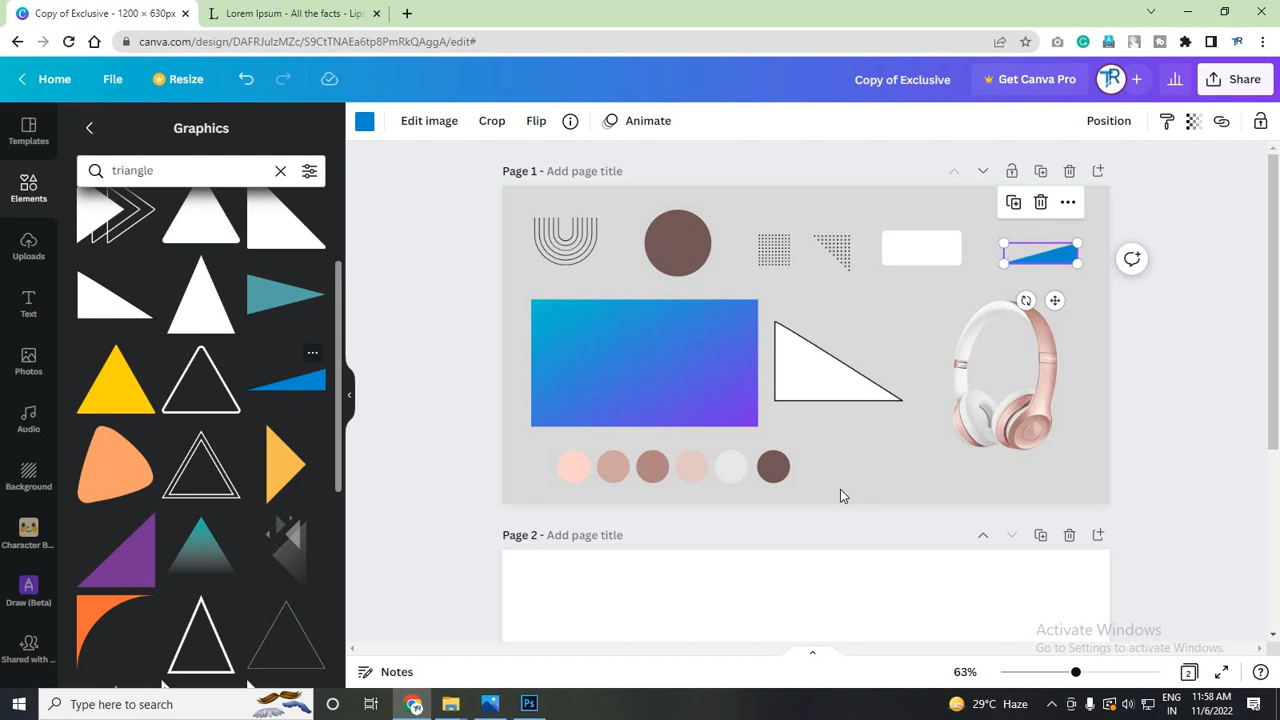 Copy of Exclusive - 1200 × 630px
Lorem Ipsum - All the facts - Lips
canva.com/design/DAFRJulzMZc/S9CtTNAEa6tp8PmRkQAggA/edit#
Home
File
Resize
Copy of Exclusive
Get Canva Pro
Share
Templates
Elements
Uploads
Text
Photos
Audio
Background
Character B...
Draw (Beta)
Shared with ...
Graphics
triangle
Edit image
Crop
Flip
Animate
Position
Page 1 - Add page title
Page 2 - Add page title
Activate Windows
Go to Settings to activate Windows.
Notes
63%
2
Type here to search
Ps
29°C Haze
ENG
IN
11:58 AM
11/6/2022